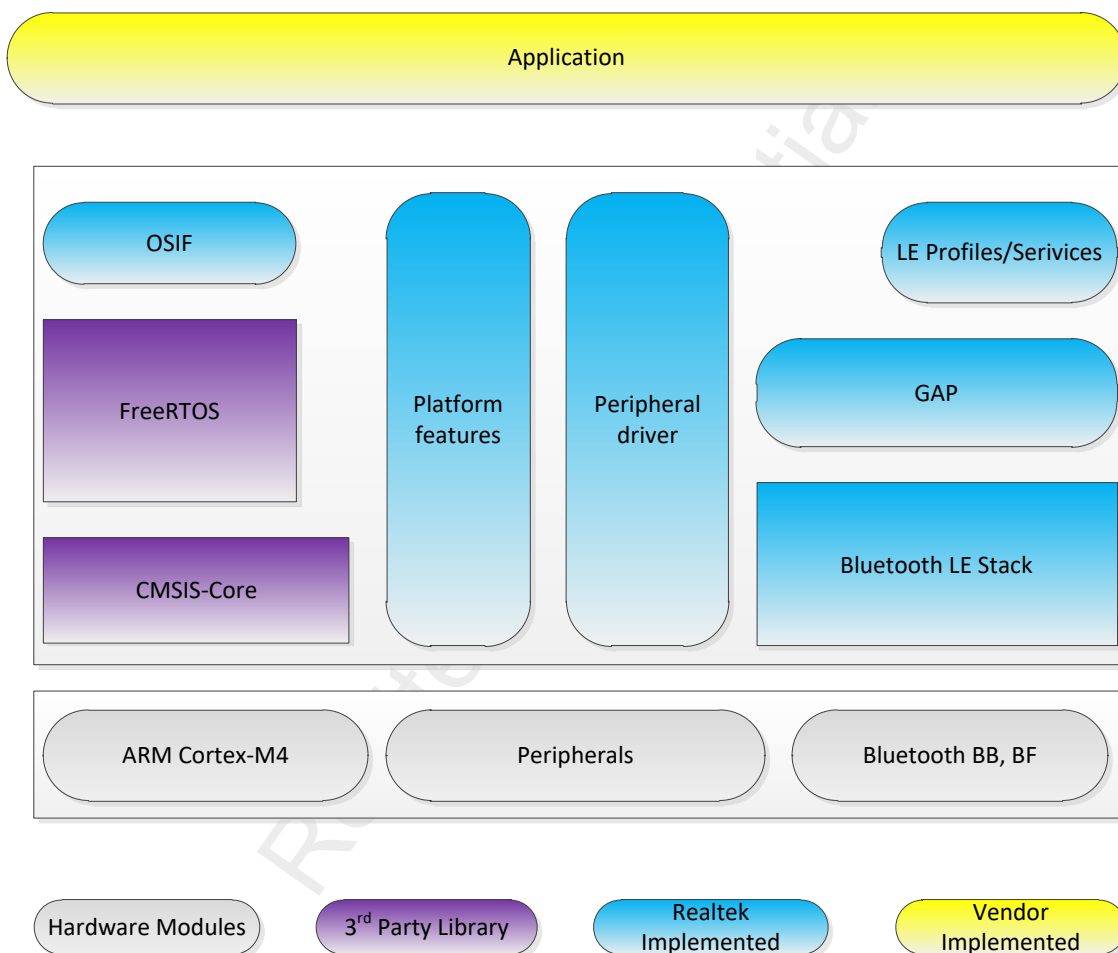 Application
OSIF
LE Profiles/Serivices
FreeRTOS
Platform
features
Peripheral
driver
GAP
CMSIS-Core
Bluetooth LE Stack
ARM Cortex-M4
Peripherals
Bluetooth BB, BF
Hardware Modules
3rd Party Library
Realtek
Implemented
Vendor
Implemented